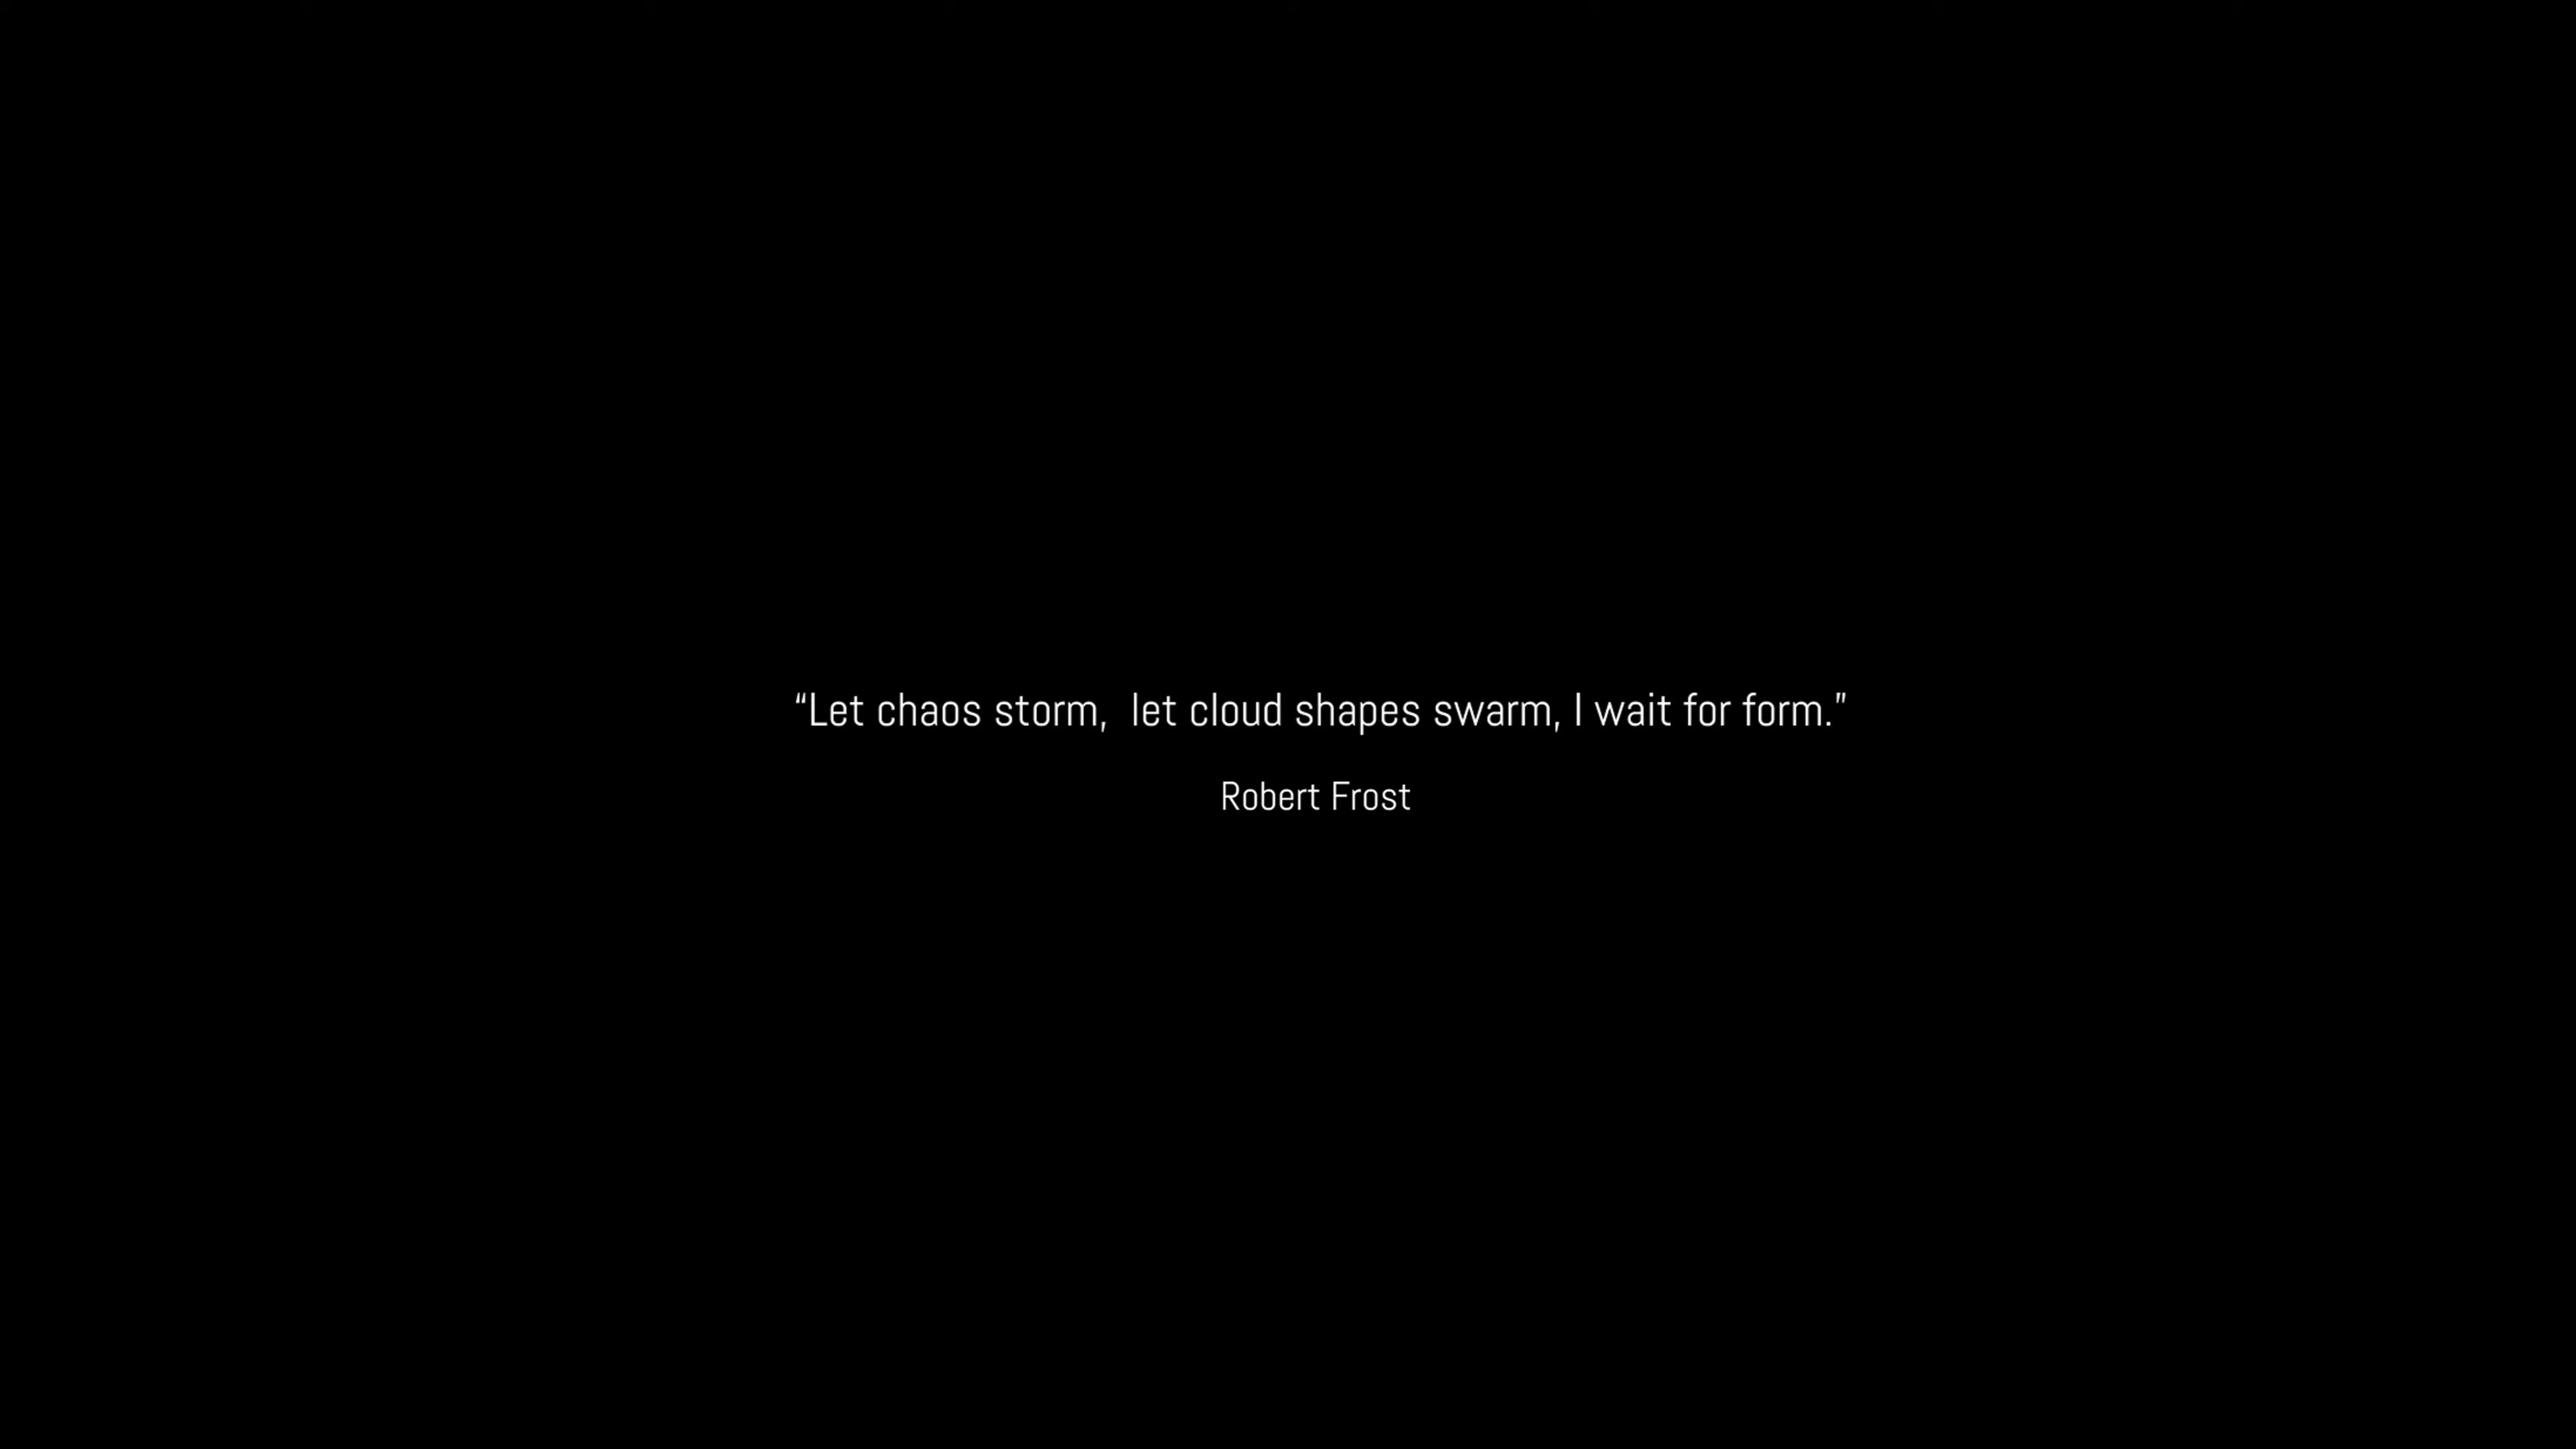 “Let chaos storm,  let cloud shapes swarm, I wait for form.”
Robert Frost